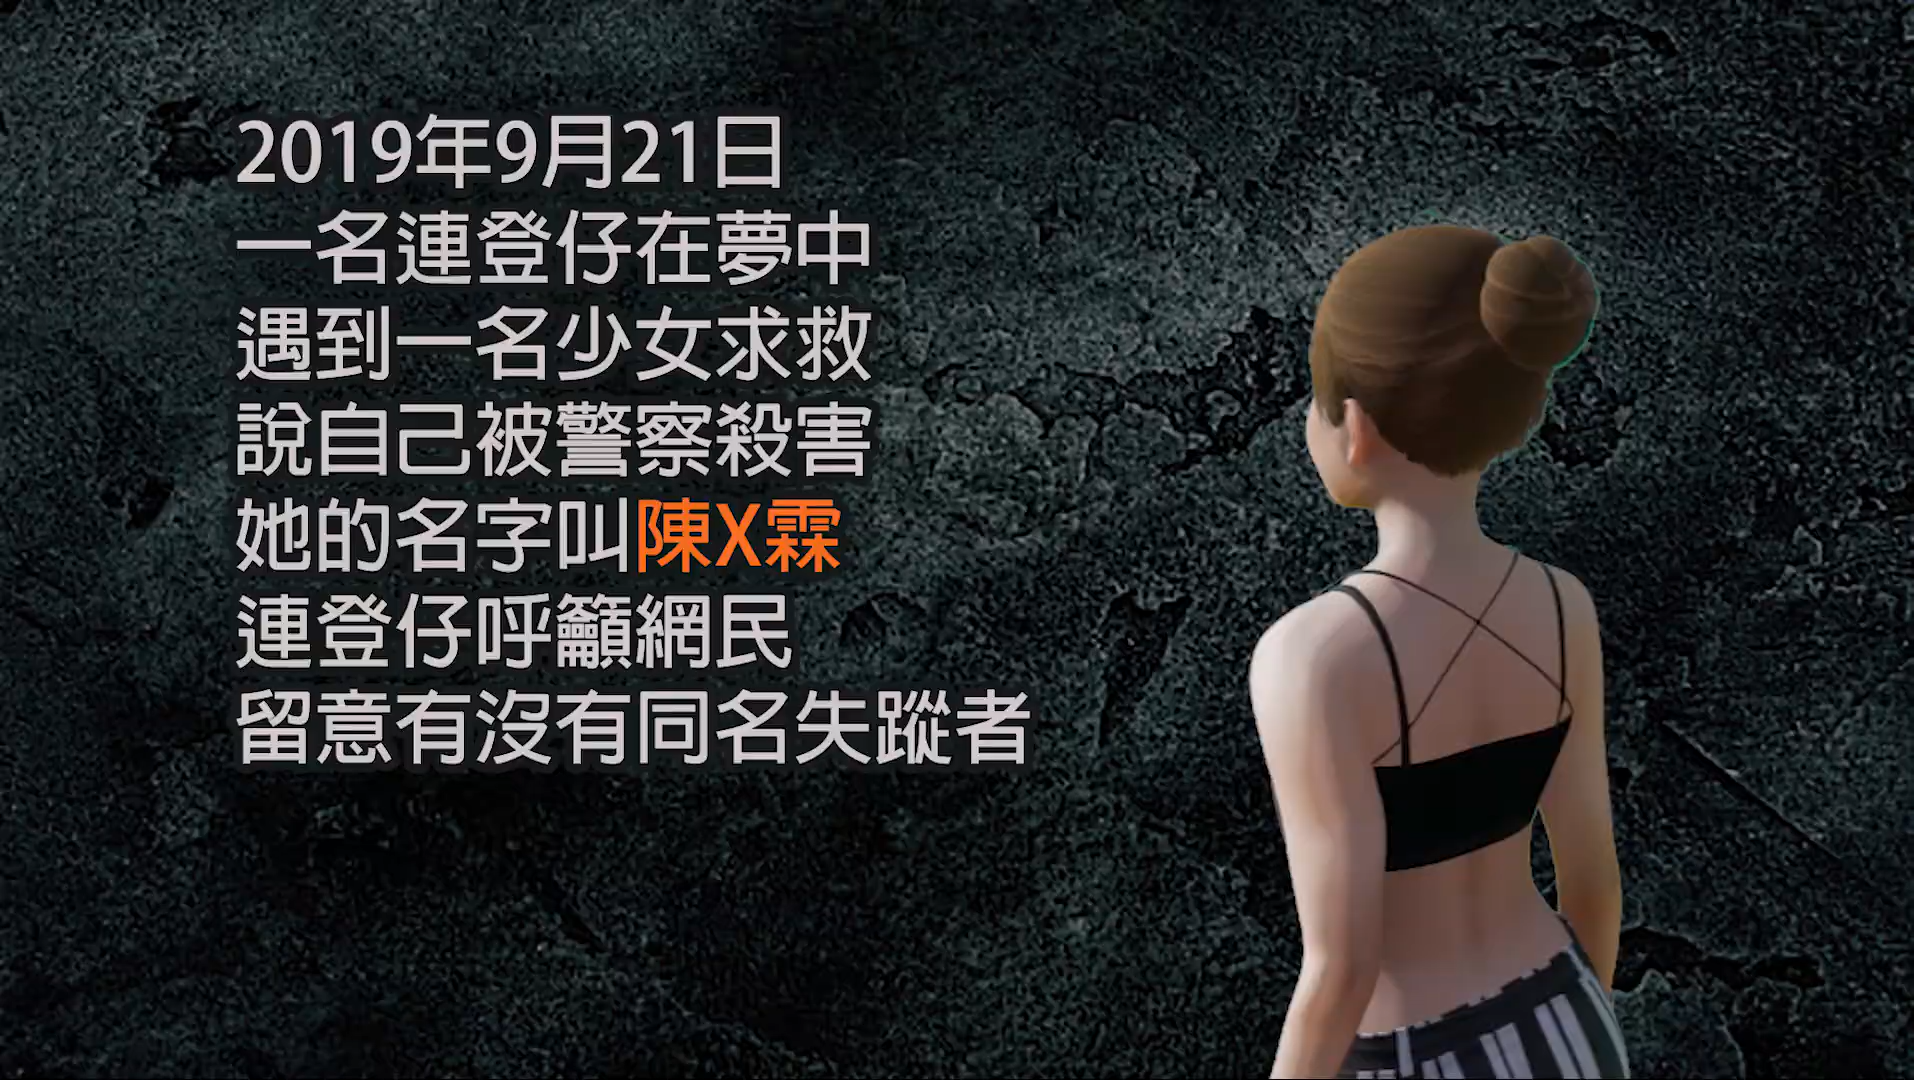 2019年9月21日
一名連登仔在夢中
遇到一名少女求救
說自己被警察殺害
她的名字叫陳X霖
連登仔呼籲網民
留意有沒有同名失蹤者